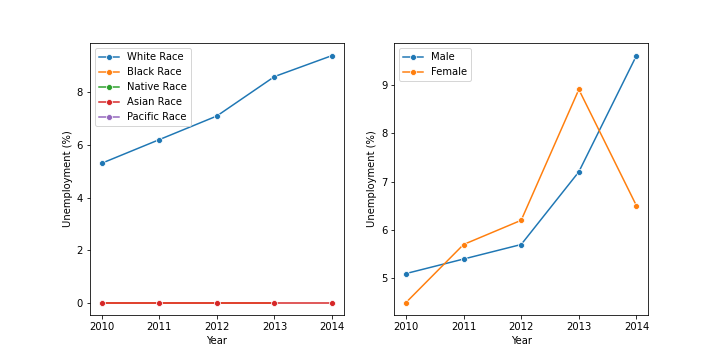 White Race
Black Race
Native Race
Asian Race
Pacific Race
Unemployment (%)
8
6
4
2
0
2010 2011 2012 2013 2014
Year
Male
Female
Unemployment (%)
9
8
7
6
5
2010 2011 2012 2013 2014
Year